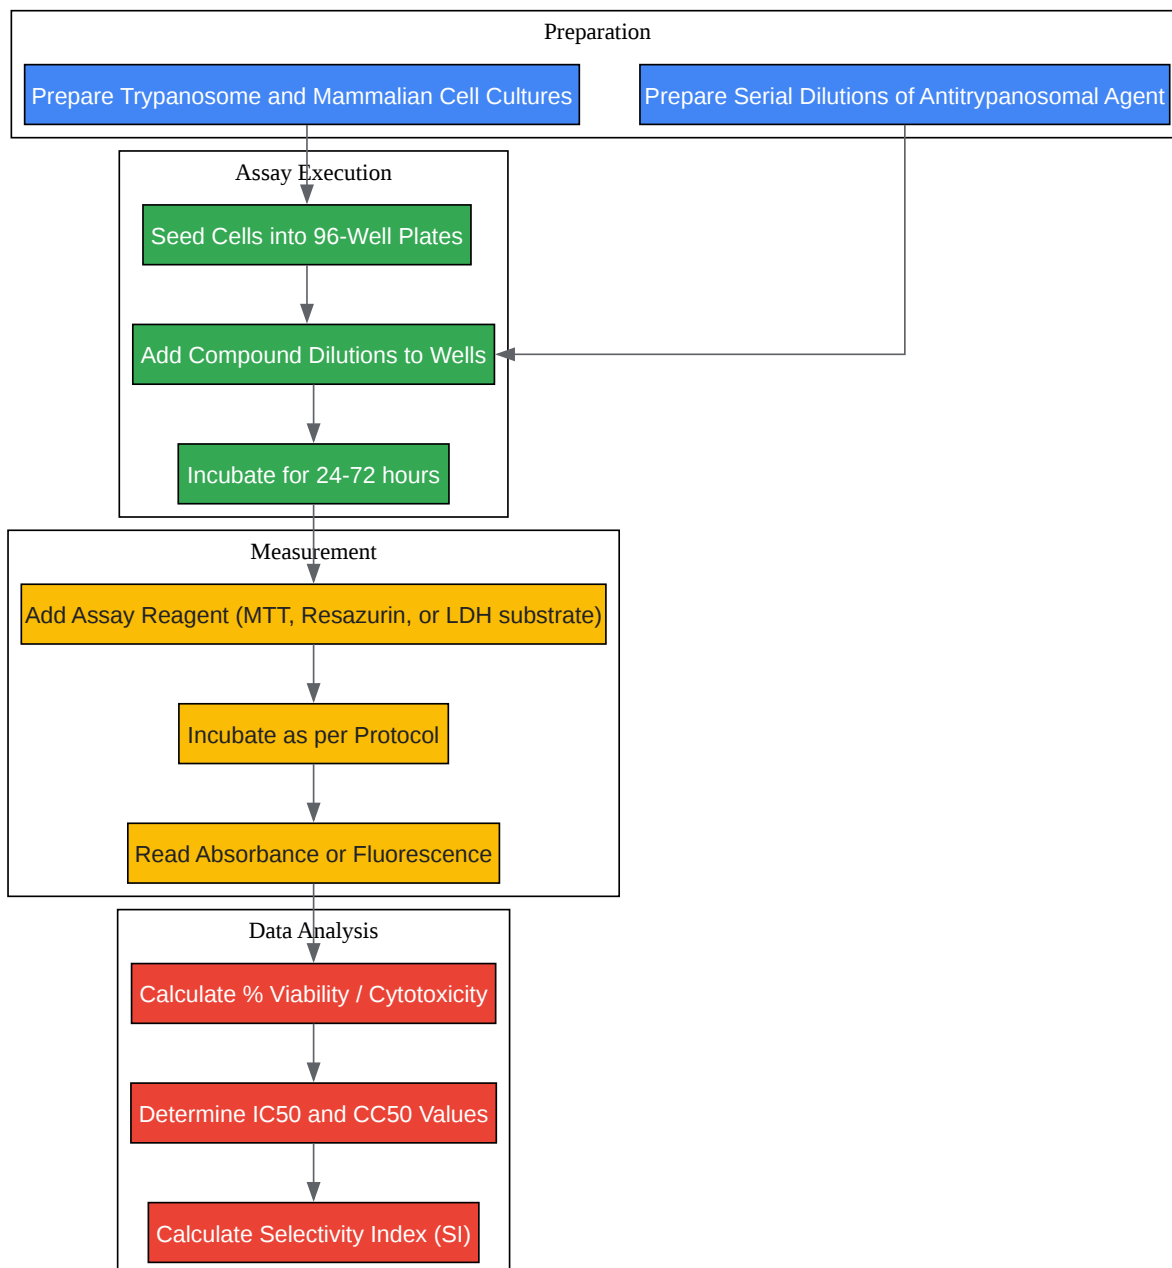 Preparation
Prepare Trypanosome and Mammalian Cell Cultures
Prepare Serial Dilutions of Antitrypanosomal Agent
Assay Execution
Seed Cells into 96-Well Plates
Add Compound Dilutions to Wells
Incubate for 24-72 hours
Measurement
Add Assay Reagent (MTT, Resazurin, or LDH substrate)
Incubate as per Protocol
Read Absorbance or Fluorescence
Data Analysis
Calculate % Viability / Cytotoxicity
Determine IC50 and CC50 Values
Calculate Selectivity Index (SI)